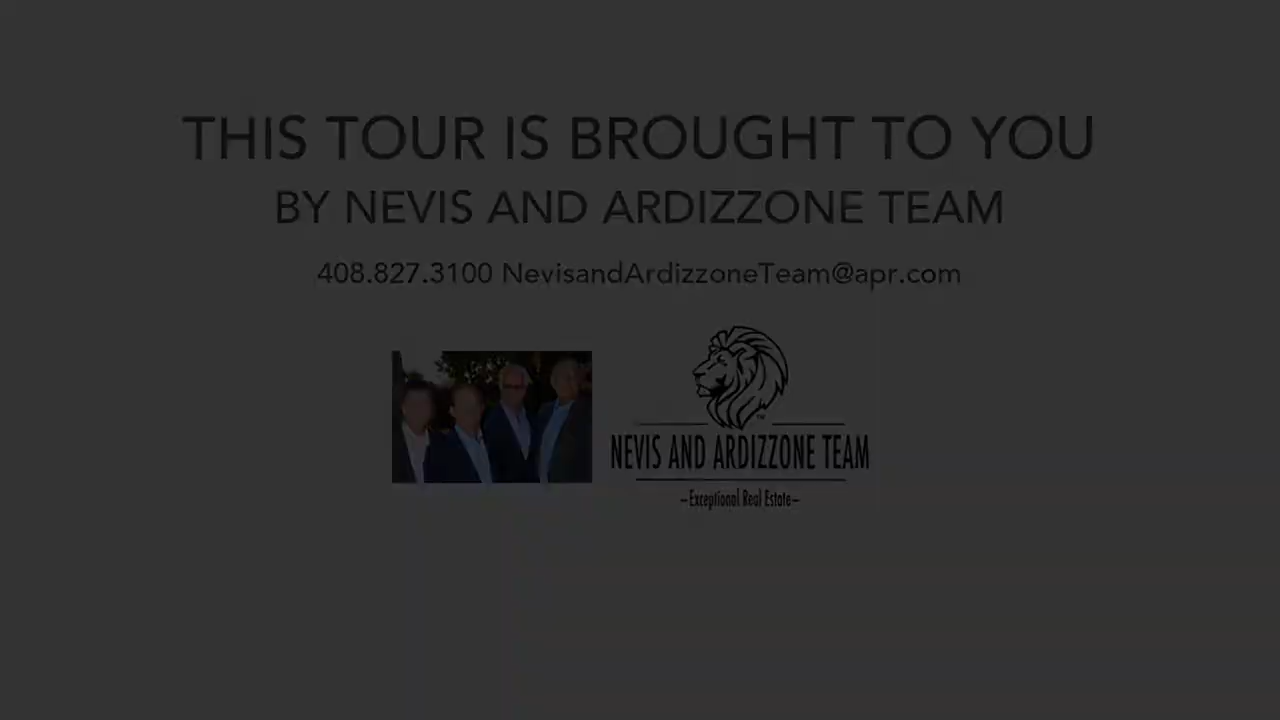 THIS TOUR IS BROUGHT TO YOU
BY NEVIS AND ARDIZZONE TEAM
408.827.3100 NevisandArdizzoneTeam@apr.com
TM
NEVIS AND ARDIZZONE TEAM
–Exceptional Real Estate–